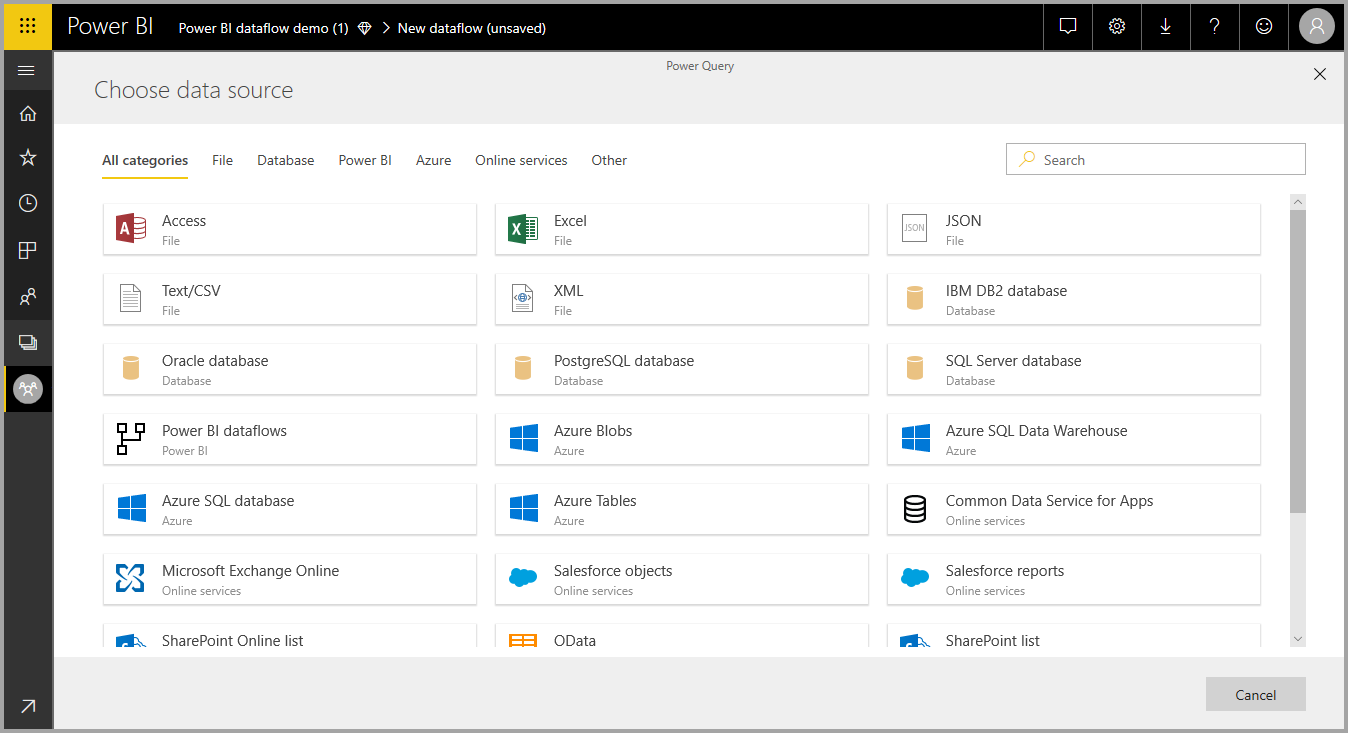 Power BI Power BI dataflow demo (1) New dataflow (unsaved) ?
Power Query
Choose data source
All categories File Database Power BI Azure Online services Other Search
Access Excel JSON JSON
File File File
Text/CSV XML IBM DB2 database
File File Database
Oracle database PostgreSQL database SQL Server database
Database Database Database
Power BI dataflows Azure Blobs Azure SQL Data Warehouse
Power BI Azure Azure
Azure SQL database Azure Tables Common Data Service for Apps
Azure Azure Online services
Microsoft Exchange Online Salesforce objects Salesforce reports
Online services Online services Online services
SharePoint Online list OData SharePoint list
Cancel